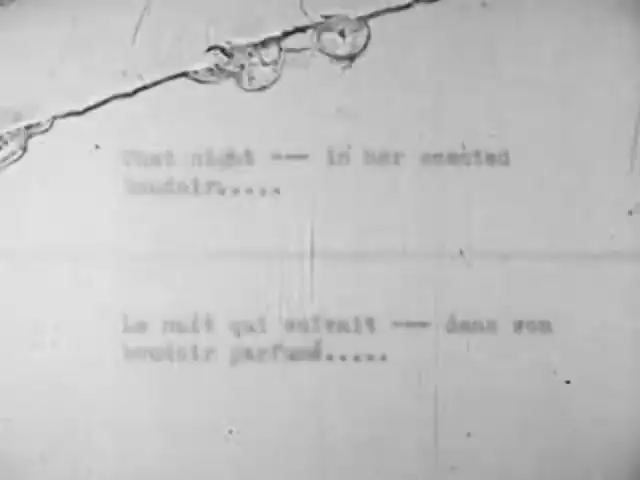 That night --- in her scented
boudoir.....
La nuit qui suivait --- dans son
boudoir parfumé.....